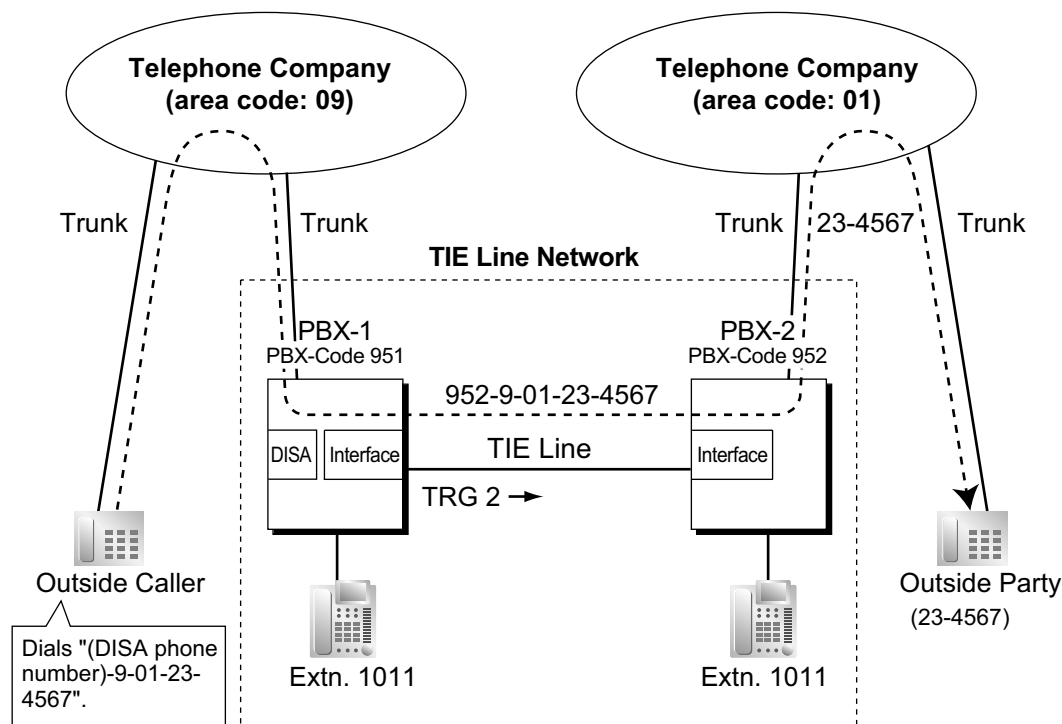 Telephone Company
(area code: 09)
Telephone Company
(area code: 01)
Trunk
Trunk
Trunk
23-4567
Trunk
TIE Line Network
PBX-1
PBX-Code 951
PBX-2
PBX-Code 952
952-9-01-23-4567
DISA
Interface
TIE Line
Interface
TRG 2
Outside Caller
Outside Party
(23-4567)
Dials "(DISA phone
number)-9-01-23-
4567".
Extn. 1011
Extn. 1011